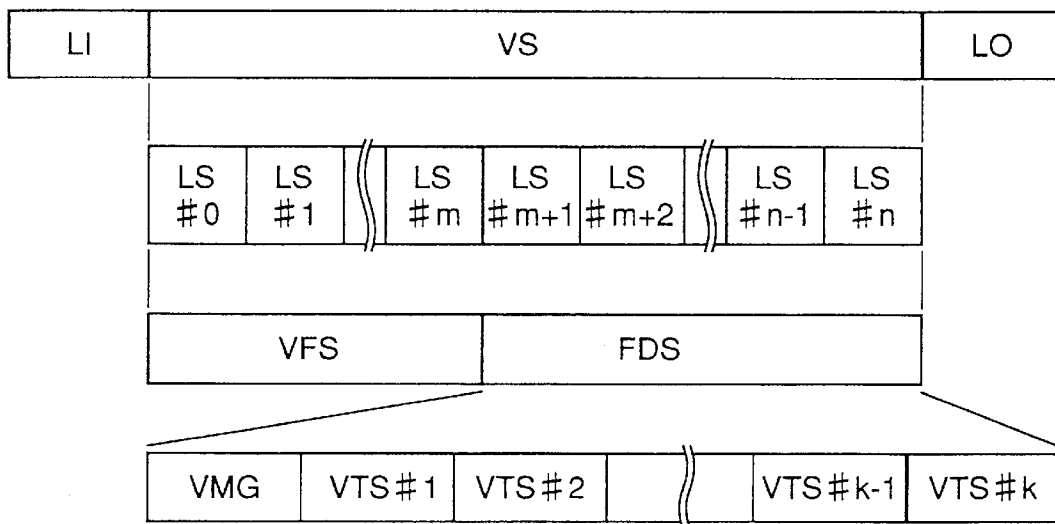 LI VS LO
LS LS LS LS LS LS LS
#0 #1 #m #m+1 #m+2 #n-1 #n
VFS FDS
VMG VTS#1 VTS#2 VTS#k-1 VTS#k